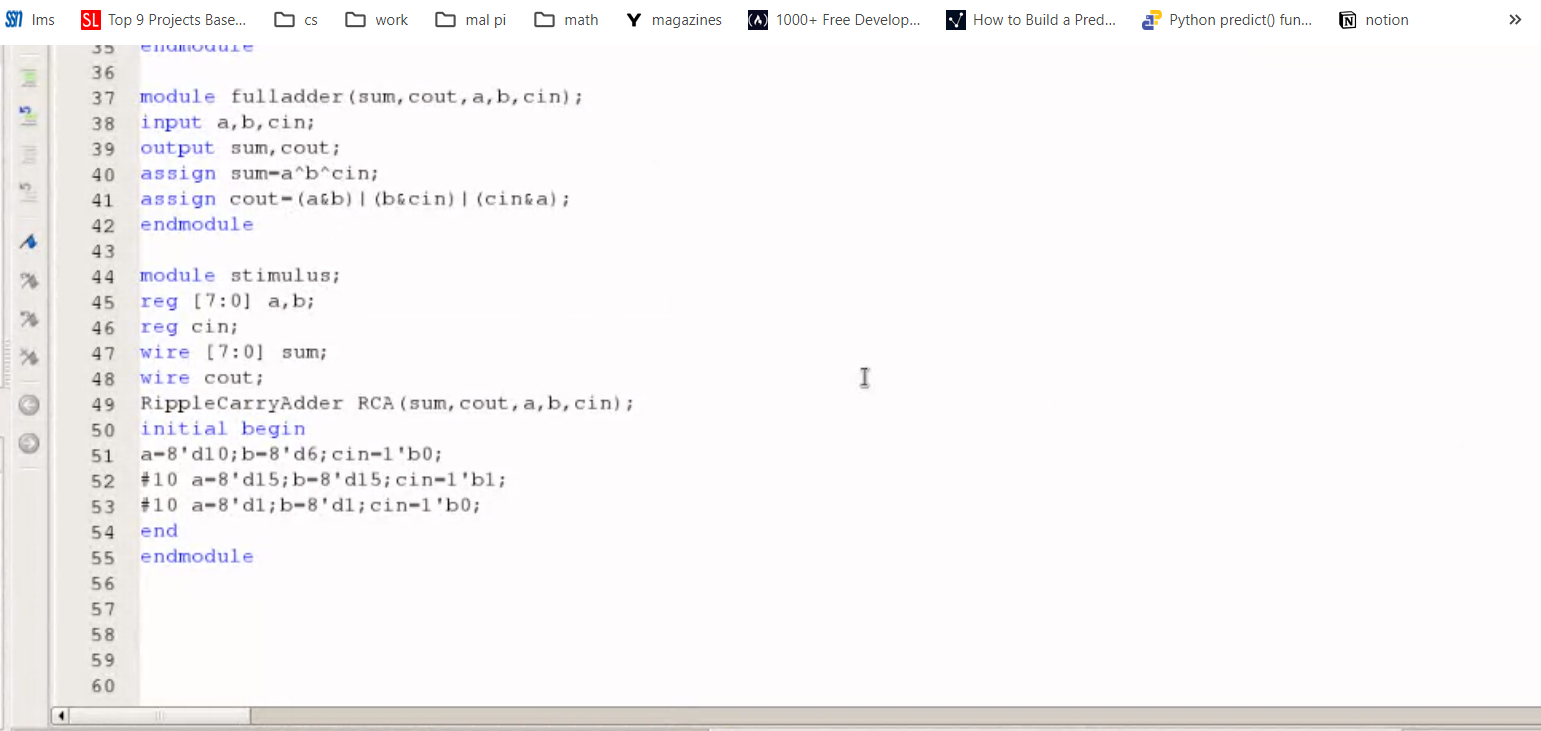 lms Top 9 Projects Base... cs work mal pi math magazines 1000+ Free Develop... How to Build a Pred... Python predict() fun... notion »
35 endmodule
36
37 module fulladder(sum,cout,a,b,cin);
38 input a,b,cin;
39 output sum,cout;
40 assign sum=a^b^cin;
41 assign cout=(a&b)|(b&cin)|(cin&a);
42 endmodule
43
44 module stimulus;
45 reg [7:0] a,b;
46 reg cin;
47 wire [7:0] sum;
48 wire cout;
49 RippleCarryAdder RCA(sum,cout,a,b,cin);
50 initial begin
51 a=8'd10;b=8'd6;cin=1'b0;
52 #10 a=8'd15;b=8'd15;cin=1'b1;
53 #10 a=8'd1;b=8'd1;cin=1'b0;
54 end
55 endmodule
56
57
58
59
60